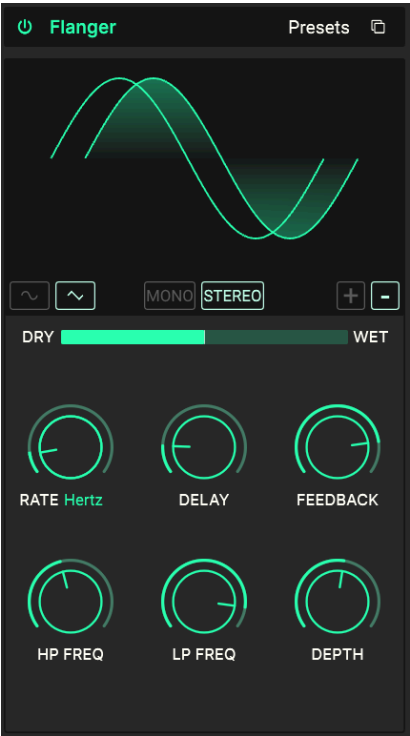 Flanger Presets
MONO STEREO + -
DRY WET
RATE Hertz DELAY FEEDBACK
HP FREQ LP FREQ DEPTH